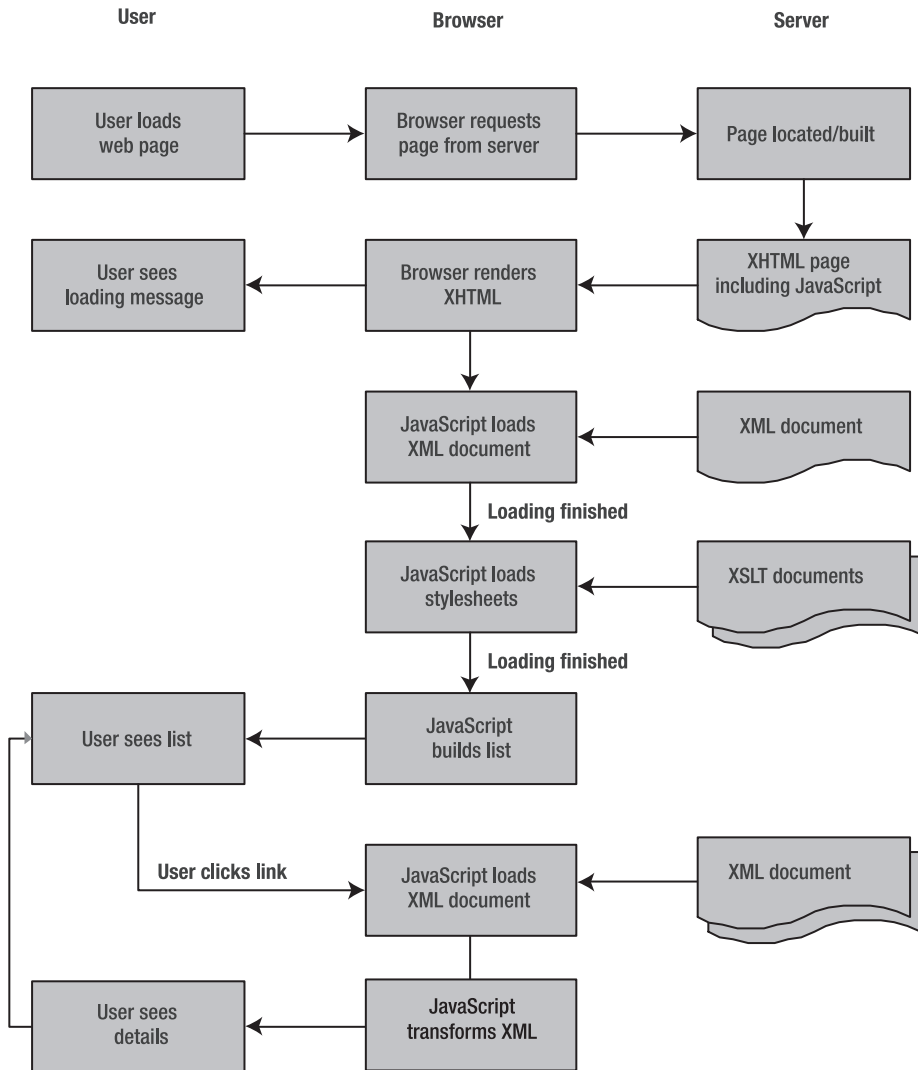 User
Browser
Server
User loads
web page
Browser requests
page from server
Page located/built
User sees
loading message
Browser renders
XHTML
XHTML page
including JavaScript
JavaScript loads
XML document
XML document
Loading finished
JavaScript loads
stylesheets
XSLT documents
Loading finished
User sees list
JavaScript
builds list
User clicks link
JavaScript loads
XML document
XML document
User sees
details
JavaScript
transforms XML